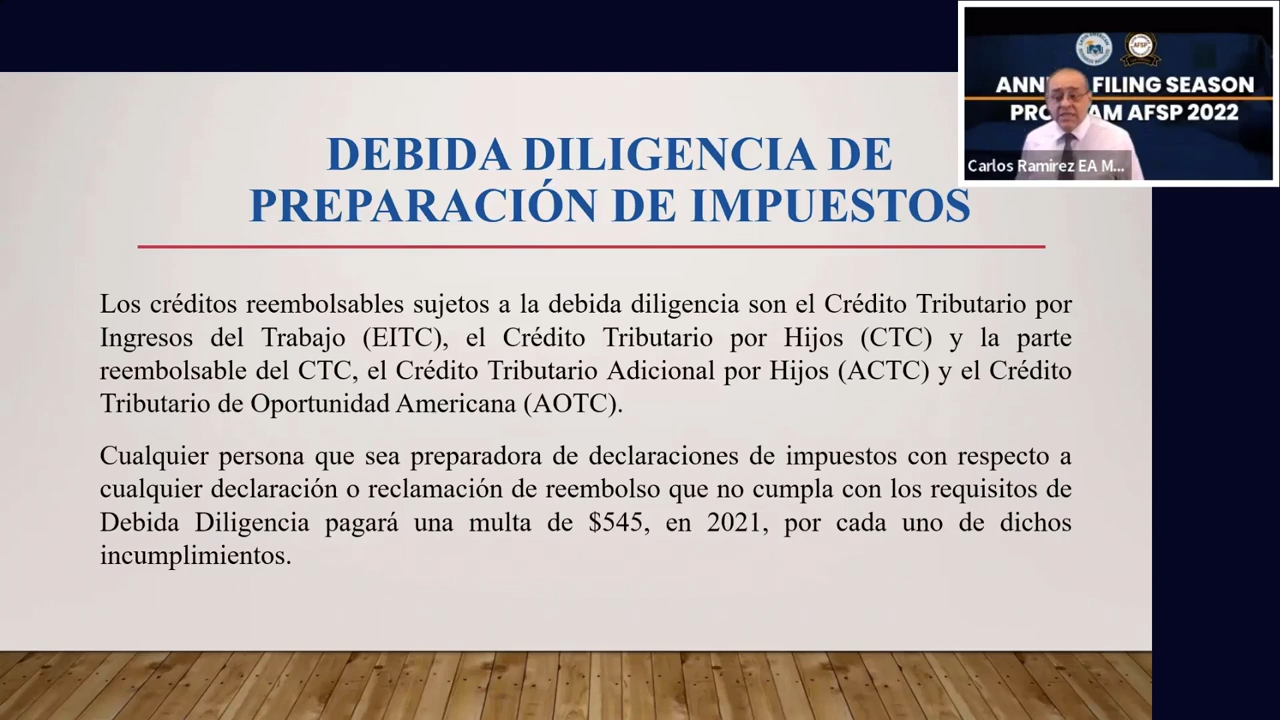 ANN FILING SEASON
PRO AM AFSP 2022
AFSP
Carlos Ramirez EA M...
DEBIDA DILIGENCIA DE
PREPARACIÓN DE IMPUESTOS
Los créditos reembolsables sujetos a la debida diligencia son el Crédito Tributario por
Ingresos del Trabajo (EITC), el Crédito Tributario por Hijos (CTC) y la parte
reembolsable del CTC, el Crédito Tributario Adicional por Hijos (ACTC) y el Crédito
Tributario de Oportunidad Americana (AOTC).
Cualquier persona que sea preparadora de declaraciones de impuestos con respecto a
cualquier declaración o reclamación de reembolso que no cumpla con los requisitos de
Debida Diligencia pagará una multa de $545, en 2021, por cada uno de dichos
incumplimientos.